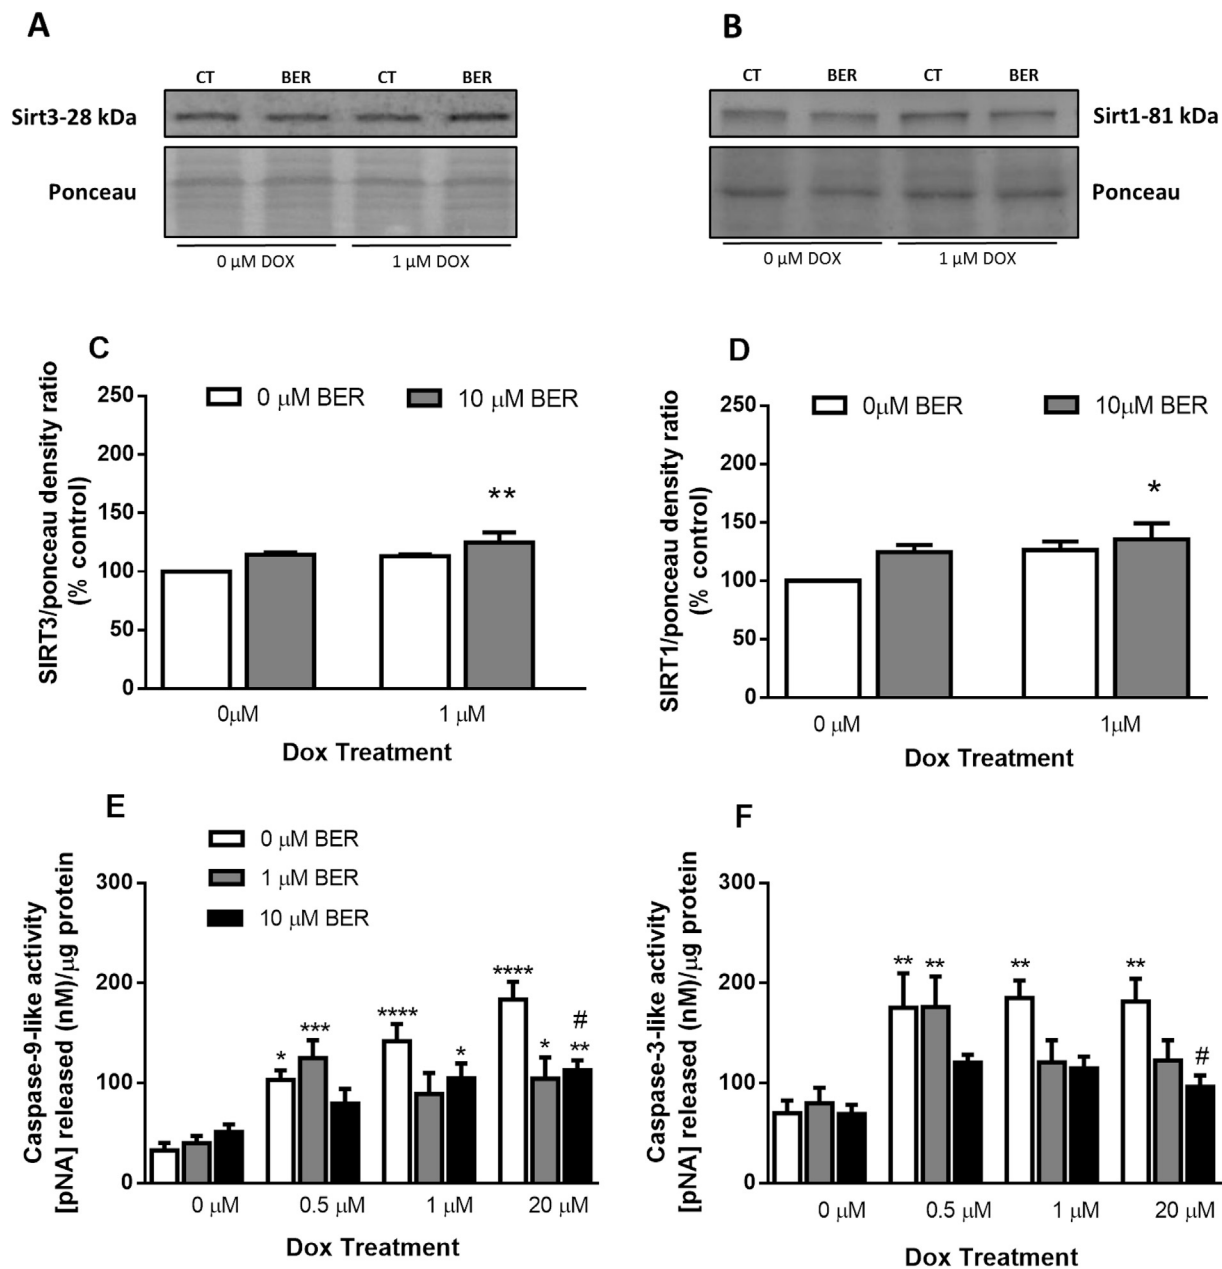 A
CT BER CT BER
Sirt3-28 kDa
Ponceau
0 µM DOX 1 µM DOX
B
CT BER CT BER
Sirt1-81 kDa
Ponceau
0 µM DOX 1 µM DOX
C
0 µM BER 10 µM BER
SIRT3/ponceau density ratio
(% control)
250
200
150
100
50
0
**
0µM 1 µM
Dox Treatment
D
0µM BER 10µM BER
SIRT1/ponceau density ratio
(% control)
250
200
150
100
50
0
*
0 µM 1µM
Dox Treatment
E
0 µM BER
1 µM BER
10 µM BER
Caspase-9-like activity
[pNA] released (nM)/µg protein
300
200
100
0
* *** **** * **** * # **
0 µM 0.5 µM 1 µM 20 µM
Dox Treatment
F
Caspase-3-like activity
[pNA] released (nM)/µg protein
300
200
100
0
** ** ** ** #
0 µM 0.5 µM 1 µM 20 µM
Dox Treatment